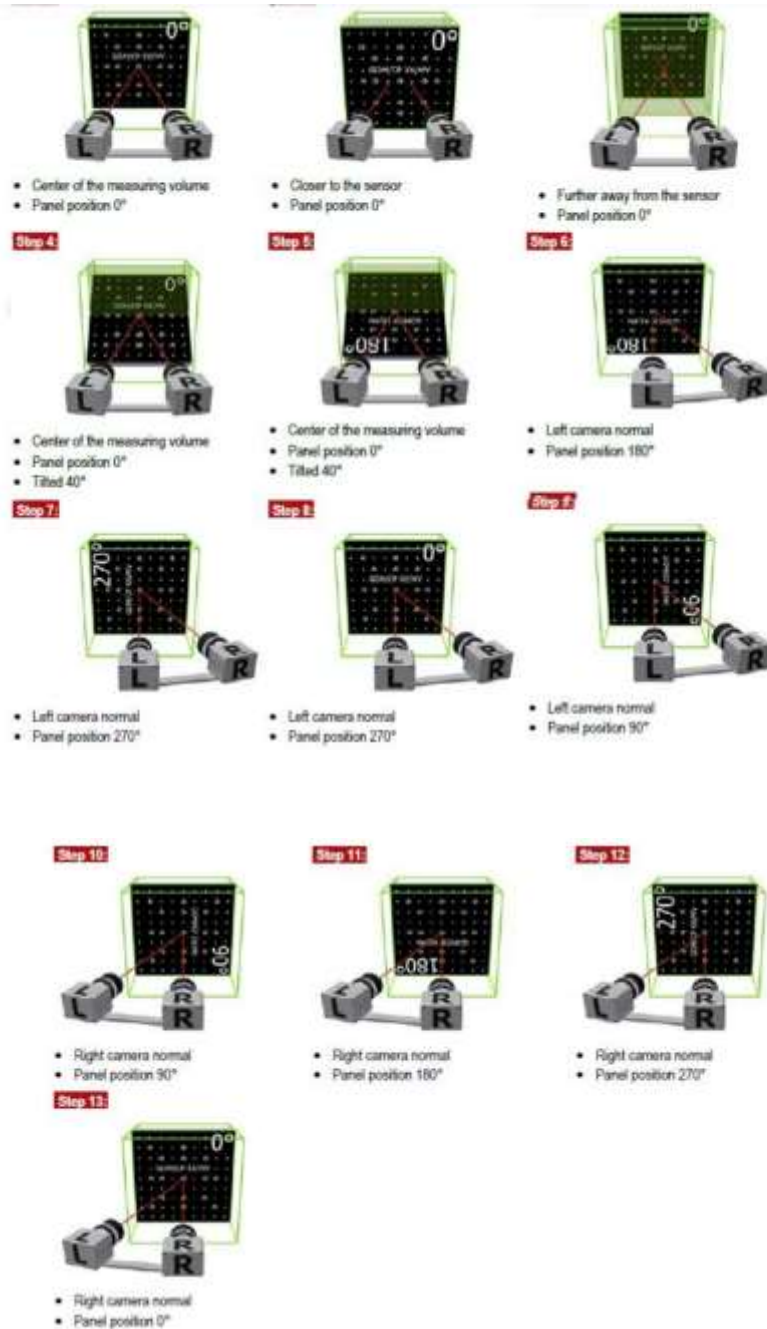 0°
L R
0°
L R
0°
L R
• Center of the measuring volume
• Panel position 0°
• Closer to the sensor
• Panel position 0°
• Further away from the sensor
• Panel position 0°
Step 4:
Step 5:
Step 6:
0°
L R
180°
L R
180°
L R
• Center of the measuring volume
• Panel position 0°
• Tilted 40°
• Center of the measuring volume
• Panel position 0°
• Tilted 40°
• Left camera normal
• Panel position 180°
Step 7:
Step 8:
Step 9:
270°
L R
0°
L R
90°
L R
• Left camera normal
• Panel position 270°
• Left camera normal
• Panel position 270°
• Left camera normal
• Panel position 90°
Step 10:
Step 11:
Step 12:
90°
L R
180°
L R
270°
L R
• Right camera normal
• Panel position 90°
• Right camera normal
• Panel position 180°
• Right camera normal
• Panel position 270°
Step 13:
0°
L R
• Right camera normal
• Panel position 0°